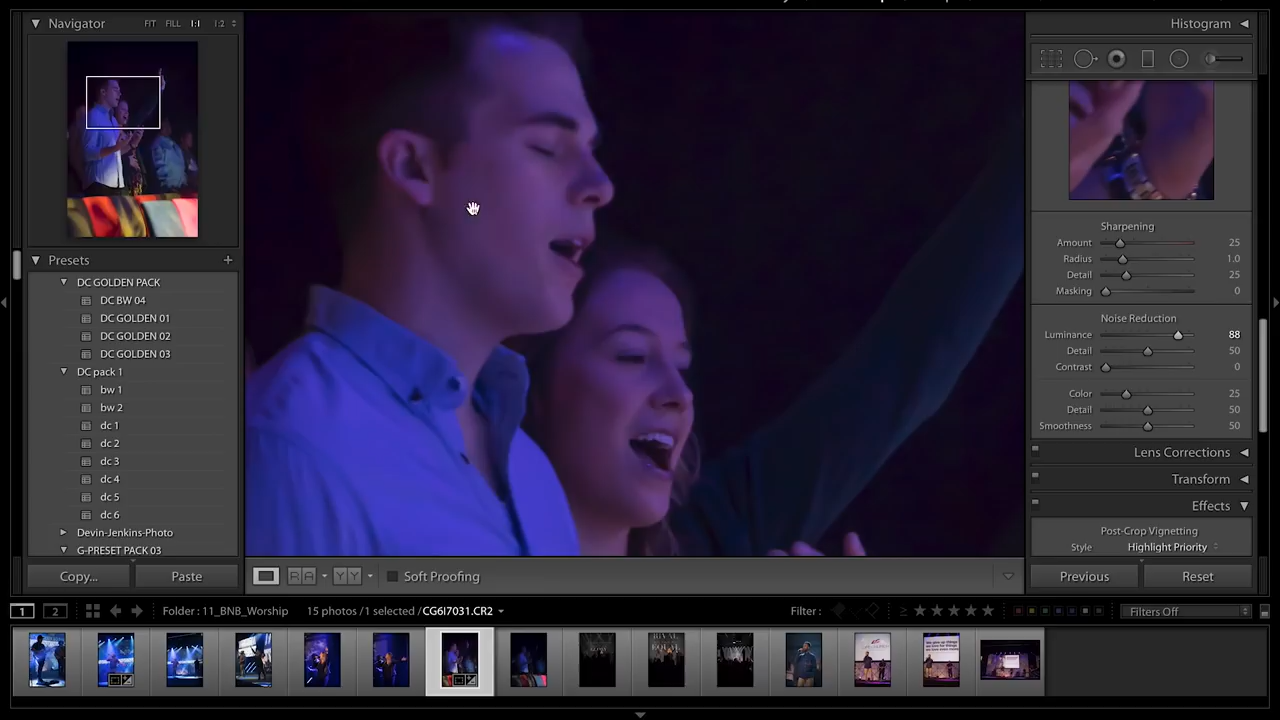 Navigator FIT FILL 1:1 1:2
Histogram
Presets +
DC GOLDEN PACK
DC BW 04
DC GOLDEN 01
DC GOLDEN 02
DC GOLDEN 03
DC pack 1
bw 1
bw 2
dc 1
dc 2
dc 3
dc 4
dc 5
dc 6
Devin-Jenkins-Photo
G-PRESET PACK 03
Copy... Paste
Sharpening
Amount 25
Radius 1.0
Detail 25
Masking 0
Noise Reduction
Luminance 88
Detail 50
Contrast 0
Color 25
Detail 50
Smoothness 50
Lens Corrections
Transform
Effects
Post-Crop Vignetting
Style Highlight Priority
Previous Reset
R A Y Y Soft Proofing
1 2 Folder : 11_BNB_Worship 15 photos / 1 selected / CG6I7031.CR2 Filter : ≥ ★ ★ ★ ★ ★ Filters Off